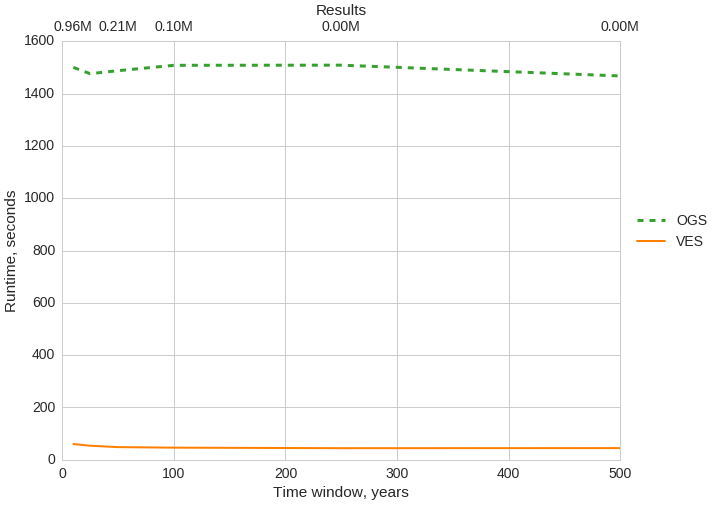 Results
0.96M 0.21M 0.10M 0.00M 0.00M
1600
1400
1200
1000
800
600
400
200
0
Runtime, seconds
0 100 200 300 400 500
Time window, years
OGS
VES